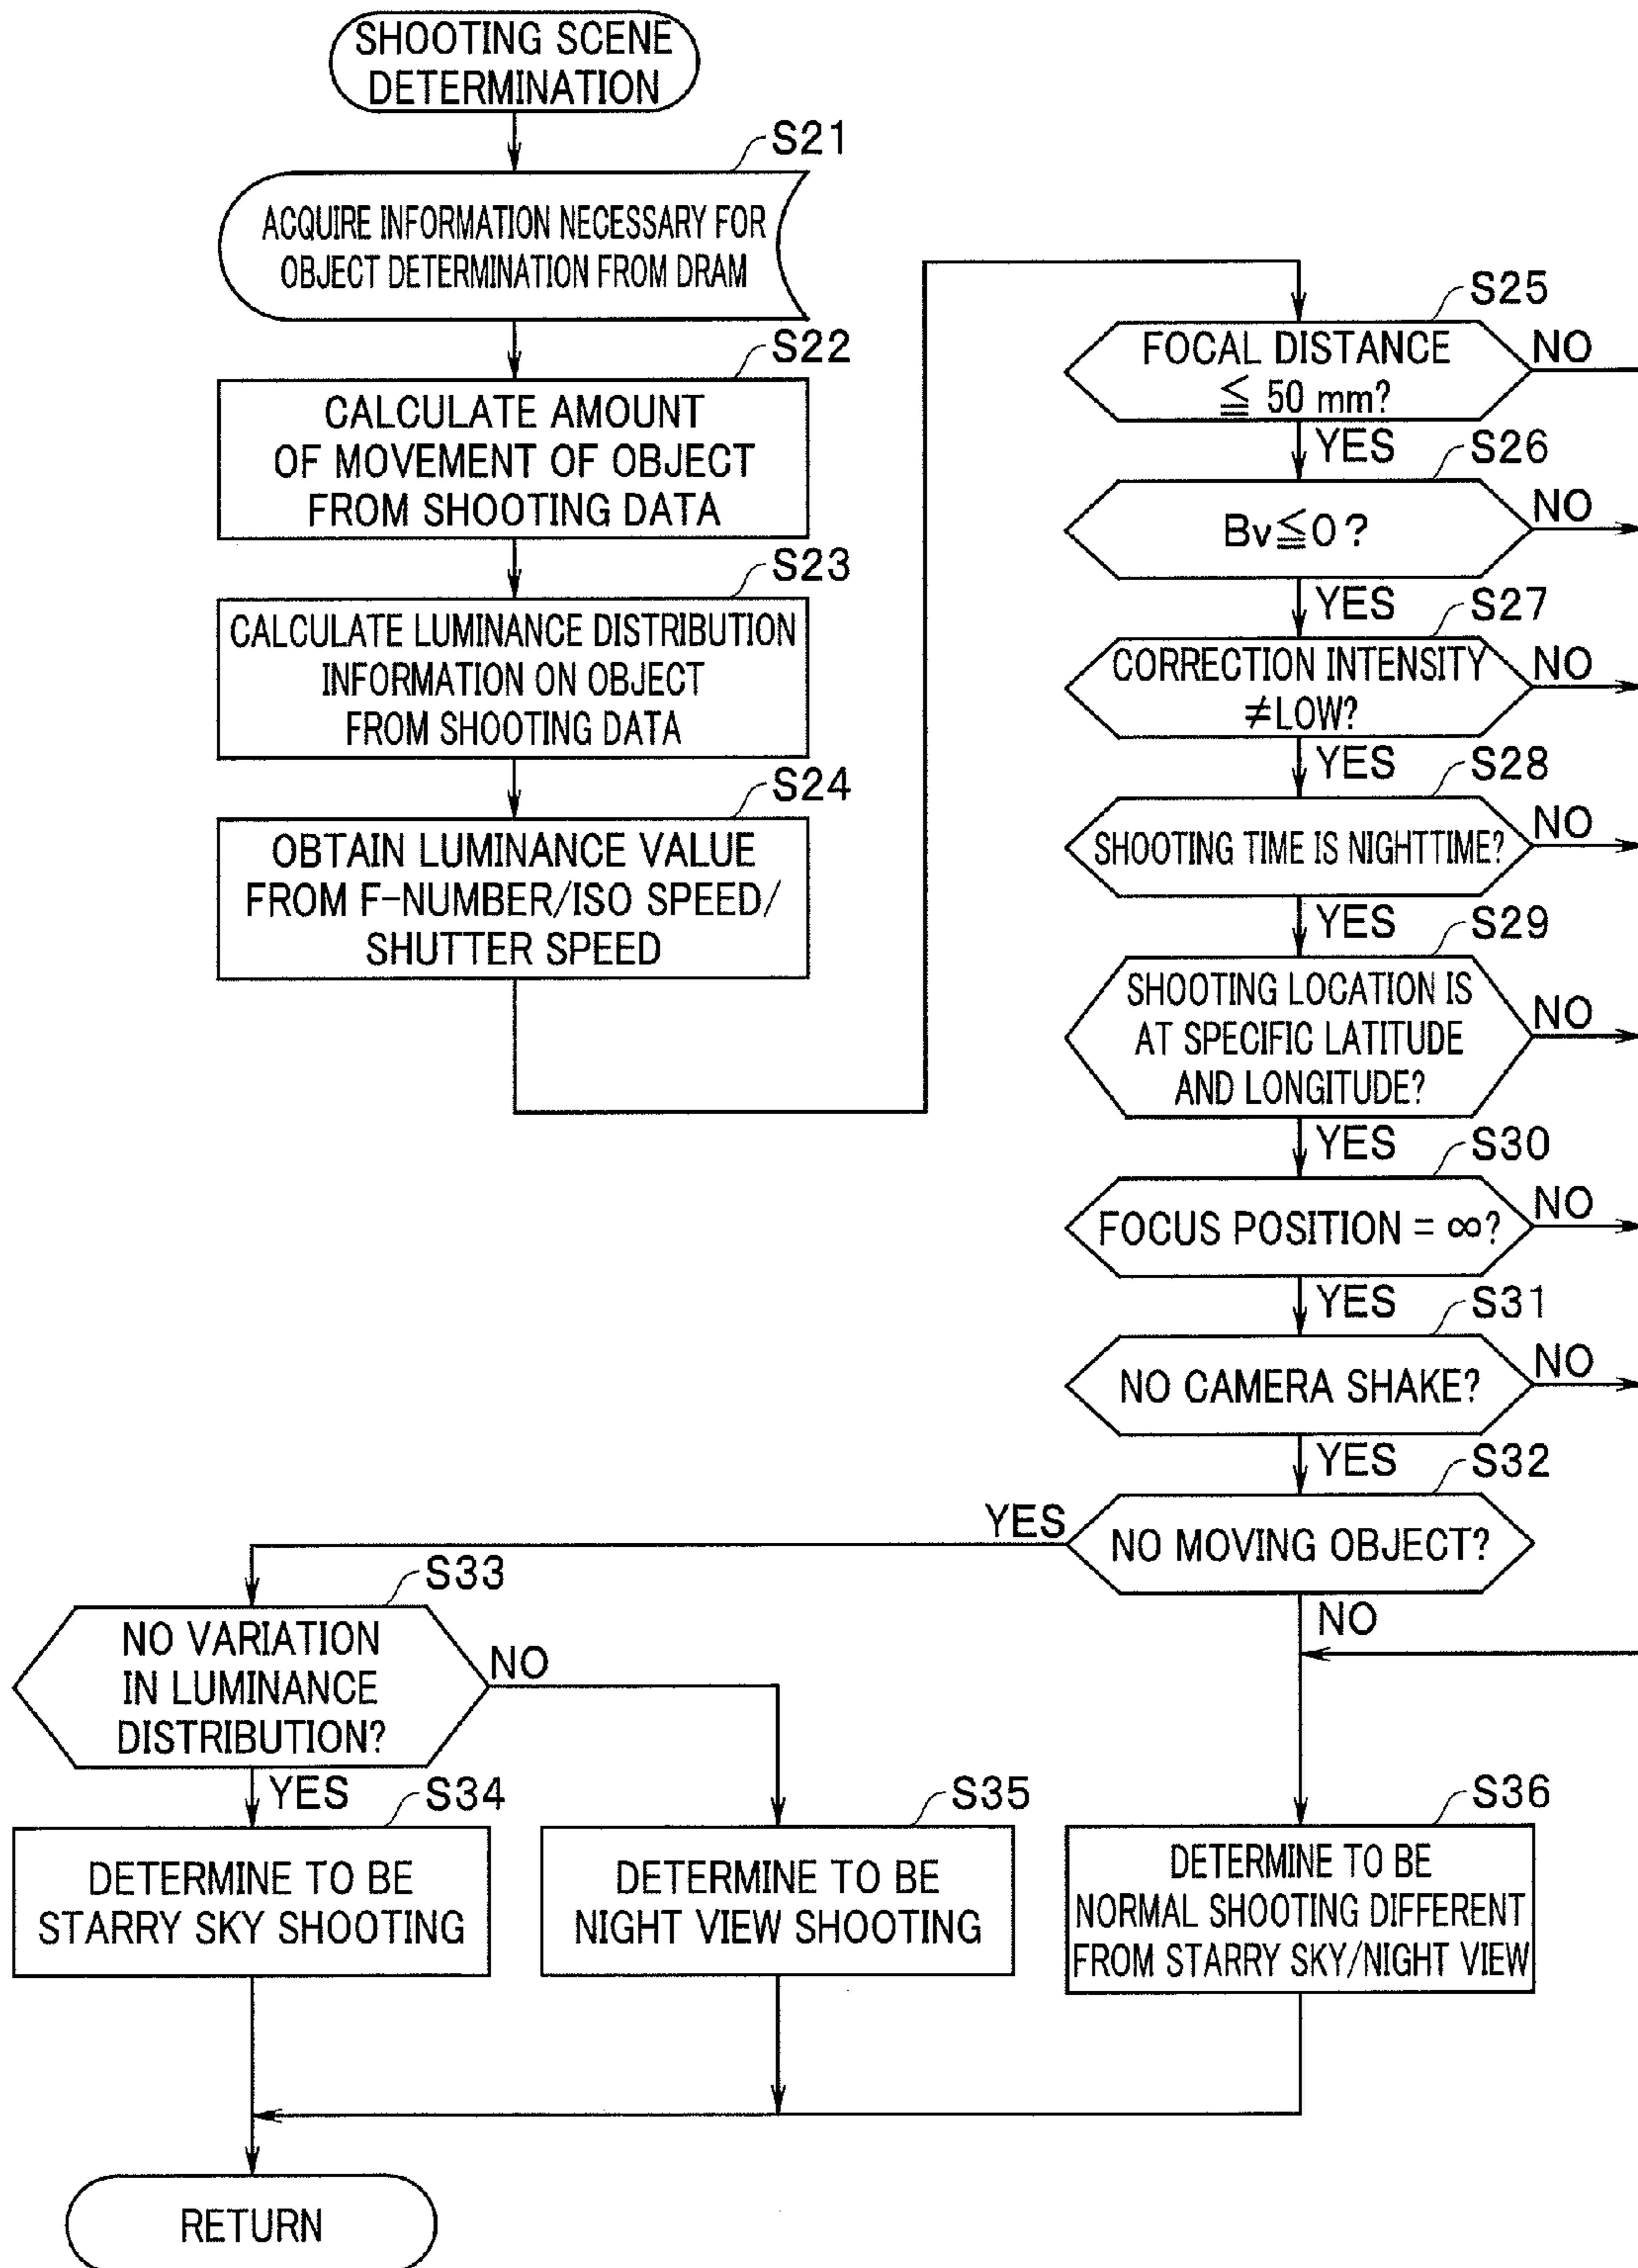 SHOOTING SCENE
DETERMINATION
S21
ACQUIRE INFORMATION NECESSARY FOR
OBJECT DETERMINATION FROM DRAM
S22
CALCULATE AMOUNT
OF MOVEMENT OF OBJECT
FROM SHOOTING DATA
S23
CALCULATE LUMINANCE DISTRIBUTION
INFORMATION ON OBJECT
FROM SHOOTING DATA
S24
OBTAIN LUMINANCE VALUE
FROM F-NUMBER/ISO SPEED/
SHUTTER SPEED
S25
FOCAL DISTANCE
≦ 50 mm?
NO
YES
S26
Bv≦0?
NO
YES
S27
CORRECTION INTENSITY
≠LOW?
NO
YES
S28
SHOOTING TIME IS NIGHTTIME?
NO
YES
S29
SHOOTING LOCATION IS
AT SPECIFIC LATITUDE
AND LONGITUDE?
NO
YES
S30
FOCUS POSITION = ∞?
NO
YES
S31
NO CAMERA SHAKE?
NO
YES
S32
NO MOVING OBJECT?
YES
NO
S33
NO VARIATION
IN LUMINANCE
DISTRIBUTION?
NO
YES
S34
DETERMINE TO BE
STARRY SKY SHOOTING
S35
DETERMINE TO BE
NIGHT VIEW SHOOTING
S36
DETERMINE TO BE
NORMAL SHOOTING DIFFERENT
FROM STARRY SKY/NIGHT VIEW
RETURN